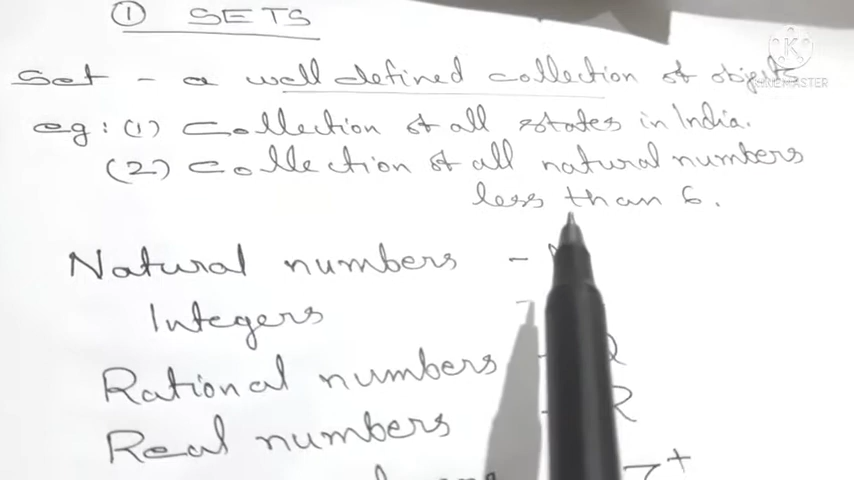 ① SETS
Set - a well defined collection of objects
eg: (1) Collection of all states in India.
(2) Collection of all natural numbers
less than 6.
Natural numbers - N
Integers -
Rational numbers - Q
Real numbers - R
Z+
K
KINEMASTER